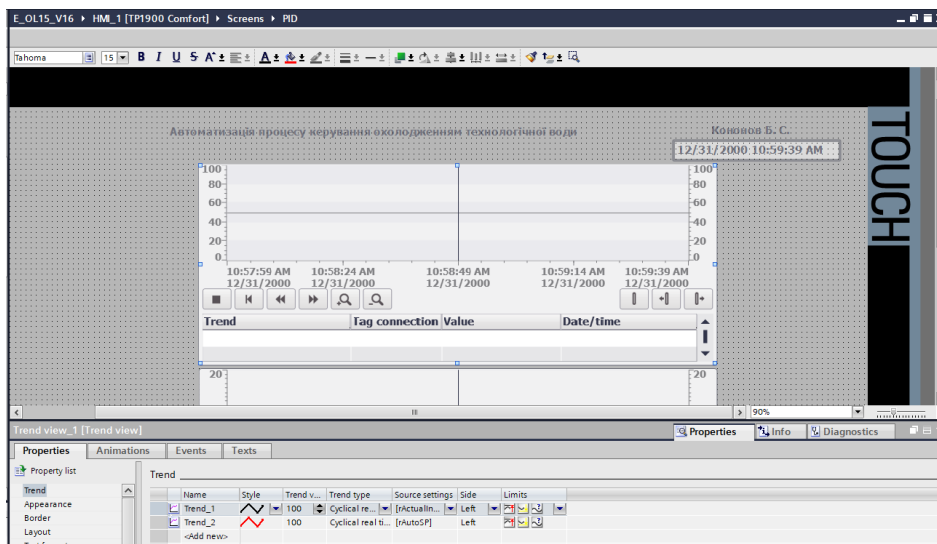 E_OL15_V16 ▸ HMI_1 [TP1900 Comfort] ▸ Screens ▸ PID
Tahoma 15 B I U S A
Автоматизація процесу керування охолодженням технологічної води
Кононов Б. С.
12/31/2000 10:59:39 AM
TOUCH
100 100
80 80
60 60
40 40
20 20
0 0
10:57:59 AM 10:58:24 AM 10:58:49 AM 10:59:14 AM 10:59:39 AM
12/31/2000 12/31/2000 12/31/2000 12/31/2000 12/31/2000
Trend Tag connection Value Date/time
20 20
90%
Trend view_1 [Trend view] Properties Info Diagnostics
Properties Animations Events Texts
Property list
Trend
Trend
Appearance
Border
Layout
Name Style Trend v... Trend type Source settings Side Limits
Trend_1 100 Cyclical re... [rActualIn... Left
Trend_2 100 Cyclical real ti... [rAutoSP] Left
<Add new>